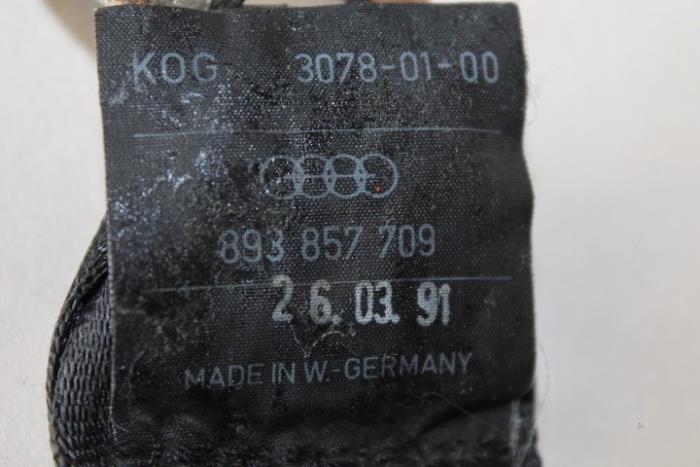 KOG 3078-01-00
893 857 709
26.03.91
MADE IN W.-GERMANY